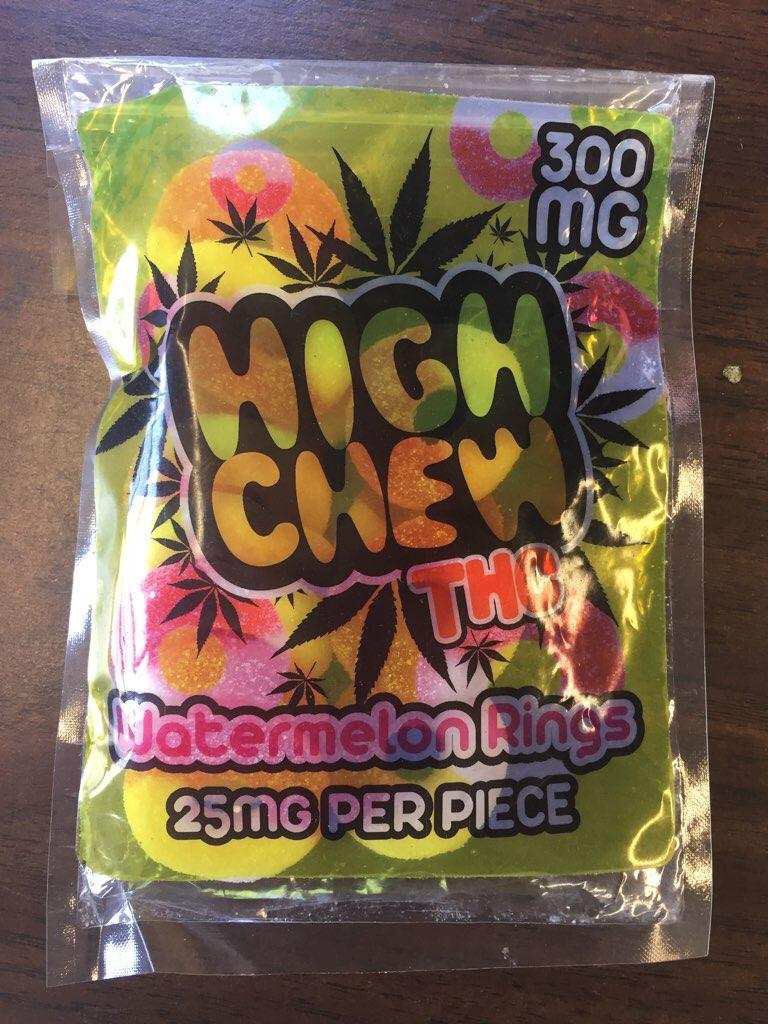 300
MG
HIGH
CHEW
THC
Watermelon Rings
25MG PER PIECE